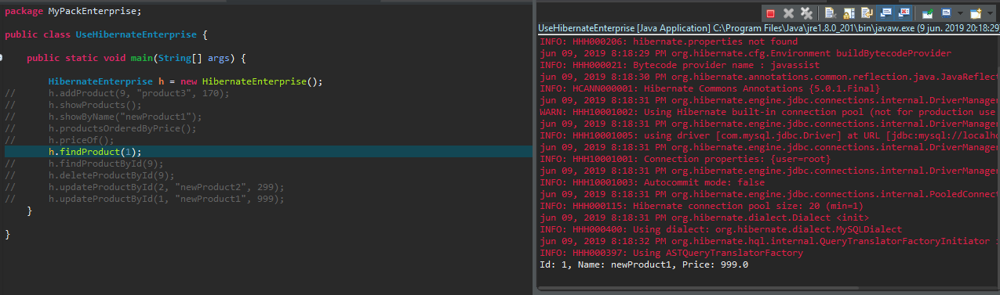 package MyPackEnterprise;
public class UseHibernateEnterprise {
public static void main(String[] args) {
HibernateEnterprise h = new HibernateEnterprise();
// h.addProduct(9, "product3", 170);
// h.showProducts();
// h.showByName("newProduct1");
// h.productsOrderedByPrice();
// h.priceOf();
h.findProduct(1);
// h.findProductById(9);
// h.deleteProductById(9);
// h.updateProductById(2, "newProduct2", 299);
// h.updateProductById(1, "newProduct1", 999);
}
}
UseHibernateEnterprise [Java Application] C:\Program Files\Java\jre1.8.0_201\bin\javaw.exe (9 jun. 2019 20:18:29)
INFO: HHH000206: hibernate.properties not found
jun 09, 2019 8:18:29 PM org.hibernate.cfg.Environment buildBytecodeProvider
INFO: HHH000021: Bytecode provider name : javassist
jun 09, 2019 8:18:30 PM org.hibernate.annotations.common.reflection.java.JavaReflect
INFO: HCANN000001: Hibernate Commons Annotations {5.0.1.Final}
jun 09, 2019 8:18:31 PM org.hibernate.engine.jdbc.connections.internal.DriverManager
WARN: HHH10001002: Using Hibernate built-in connection pool (not for production use
jun 09, 2019 8:18:31 PM org.hibernate.engine.jdbc.connections.internal.DriverManager
INFO: HHH10001005: using driver [com.mysql.jdbc.Driver] at URL [jdbc:mysql://localho
jun 09, 2019 8:18:31 PM org.hibernate.engine.jdbc.connections.internal.DriverManager
INFO: HHH10001001: Connection properties: {user=root}
jun 09, 2019 8:18:31 PM org.hibernate.engine.jdbc.connections.internal.DriverManager
INFO: HHH10001003: Autocommit mode: false
jun 09, 2019 8:18:31 PM org.hibernate.engine.jdbc.connections.internal.PooledConnect
INFO: HHH000115: Hibernate connection pool size: 20 (min=1)
jun 09, 2019 8:18:31 PM org.hibernate.dialect.Dialect <init>
INFO: HHH000400: Using dialect: org.hibernate.dialect.MySQLDialect
jun 09, 2019 8:18:32 PM org.hibernate.hql.internal.QueryTranslatorFactoryInitiator i
INFO: HHH000397: Using ASTQueryTranslatorFactory
Id: 1, Name: newProduct1, Price: 999.0